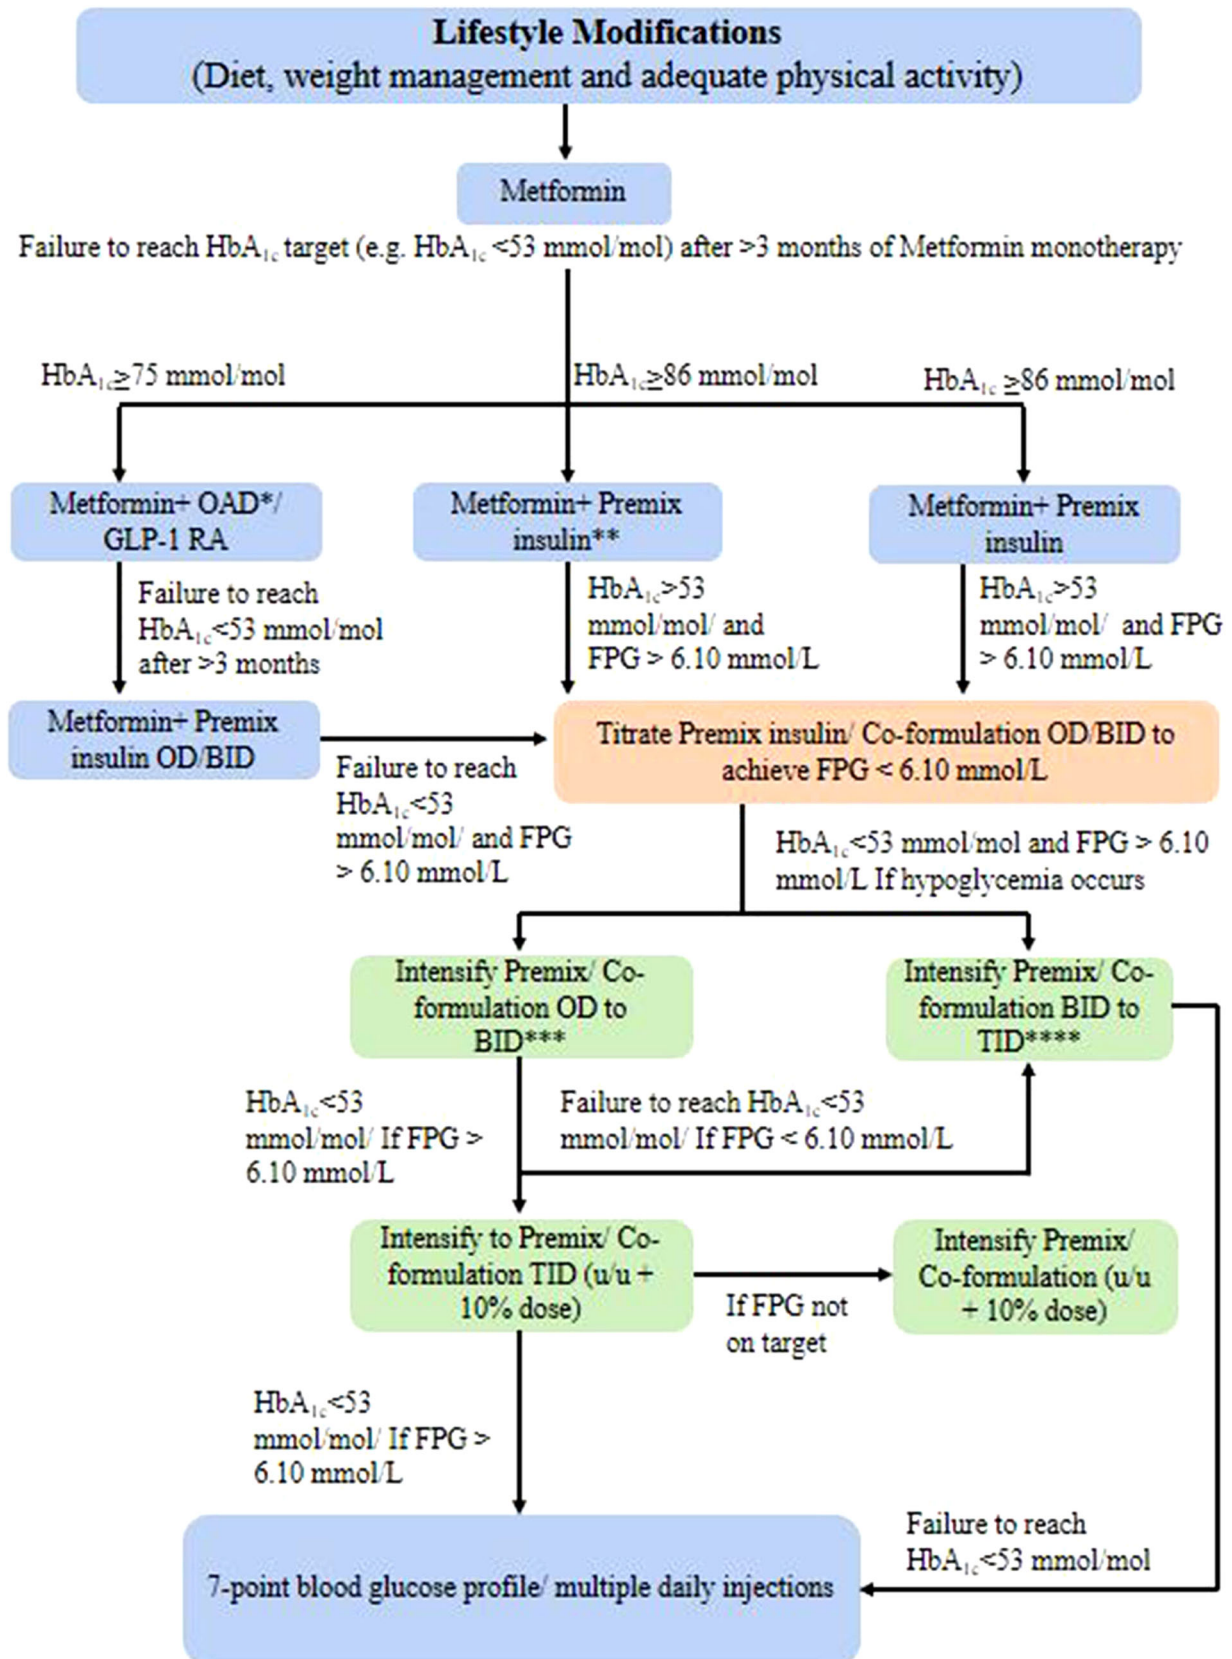 Lifestyle Modifications
(Diet, weight management and adequate physical activity)
Metformin
Failure to reach HbA1c target (e.g. HbA1c <53 mmol/mol) after >3 months of Metformin monotherapy
HbA1c≥75 mmol/mol
HbA1c≥86 mmol/mol
HbA1c ≥86 mmol/mol
Metformin+ OAD*/
GLP-1 RA
Metformin+ Premix
insulin**
Metformin+ Premix
insulin
Failure to reach
HbA1c<53 mmol/mol
after >3 months
HbA1c>53
mmol/mol/ and
FPG > 6.10 mmol/L
HbA1c>53
mmol/mol/ and FPG
> 6.10 mmol/L
Metformin+ Premix
insulin OD/BID
Failure to reach
HbA1c<53
mmol/mol/ and FPG
> 6.10 mmol/L
Titrate Premix insulin/ Co-formulation OD/BID to
achieve FPG < 6.10 mmol/L
HbA1c<53 mmol/mol and FPG > 6.10
mmol/L If hypoglycemia occurs
Intensify Premix/ Co-
formulation OD to
BID***
Intensify Premix/ Co-
formulation BID to
TID****
HbA1c<53
mmol/mol/ If FPG >
6.10 mmol/L
Failure to reach HbA1c<53
mmol/mol/ If FPG < 6.10 mmol/L
Intensify to Premix/ Co-
formulation TID (u/u +
10% dose)
If FPG not
on target
Intensify Premix/
Co-formulation (u/u
+ 10% dose)
HbA1c<53
mmol/mol/ If FPG >
6.10 mmol/L
Failure to reach
HbA1c<53 mmol/mol
7-point blood glucose profile/ multiple daily injections